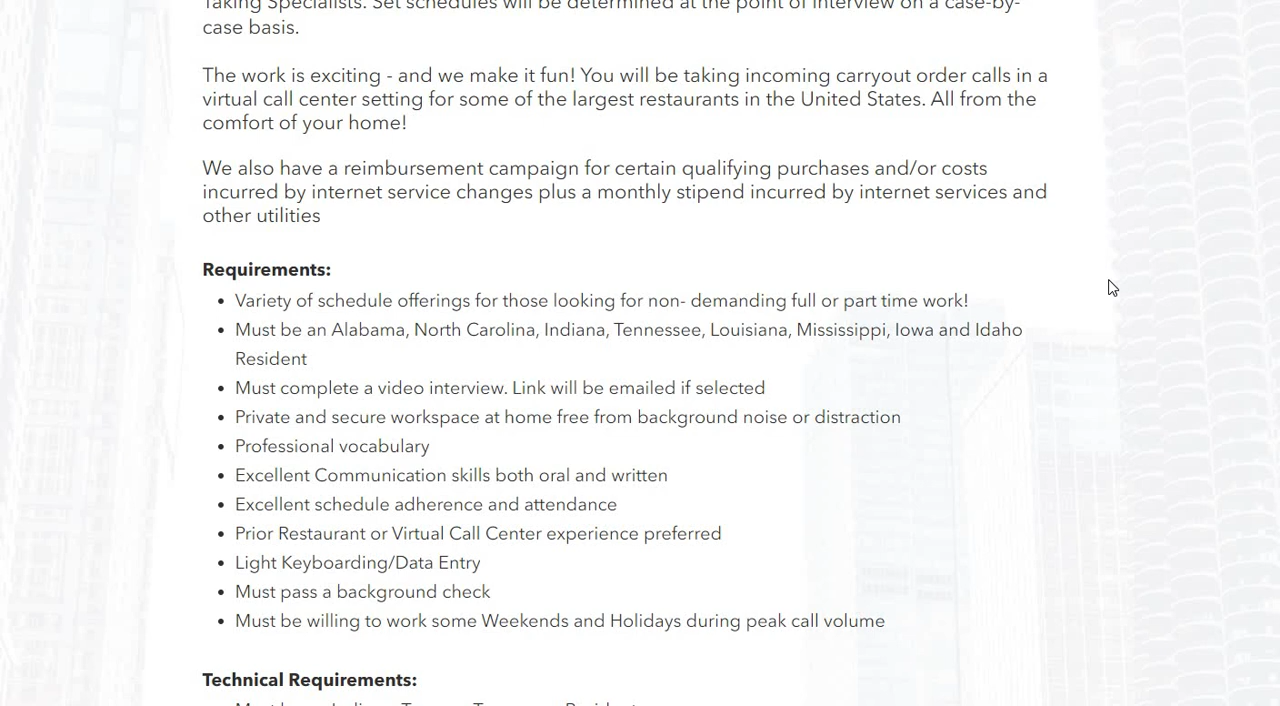 Taking Specialists. Set schedules will be determined at the point of interview on a case-by-
case basis.
The work is exciting - and we make it fun! You will be taking incoming carryout order calls in a
virtual call center setting for some of the largest restaurants in the United States. All from the
comfort of your home!
We also have a reimbursement campaign for certain qualifying purchases and/or costs
incurred by internet service changes plus a monthly stipend incurred by internet services and
other utilities
Requirements:
• Variety of schedule offerings for those looking for non- demanding full or part time work!
• Must be an Alabama, North Carolina, Indiana, Tennessee, Louisiana, Mississippi, Iowa and Idaho
Resident
• Must complete a video interview. Link will be emailed if selected
• Private and secure workspace at home free from background noise or distraction
• Professional vocabulary
• Excellent Communication skills both oral and written
• Excellent schedule adherence and attendance
• Prior Restaurant or Virtual Call Center experience preferred
• Light Keyboarding/Data Entry
• Must pass a background check
• Must be willing to work some Weekends and Holidays during peak call volume
Technical Requirements: